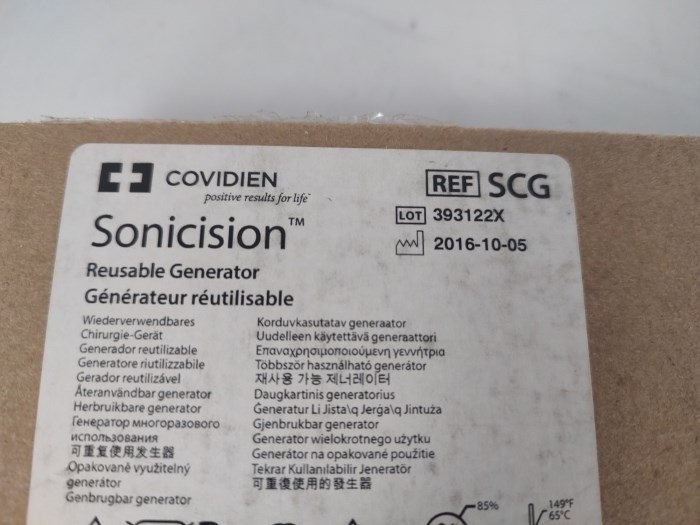 COVIDIEN
positive results for life
Sonicision™
REF SCG
LOT 393122X
2016-10-05
Reusable Generator
Générateur réutilisable
Wiederverwendbares
Chirurgie-Gerät
Generador reutilizable
Generatore riutilizzabile
Gerador reutilizável
Återanvändbar generator
Herbruikbare generator
Генератор многоразового
использования
可重复使用发生器
Opakovaně využitelný
generátor
Genbrugbar generator
Korduvkasutatav generaator
Uudelleen käytettävä generaattori
Επαναχρησιμοποιούμενη γεννήτρια
Többször használható generátor
재사용 가능 제너레이터
Daugkartinis generatorius
Ġeneratur Li Jista\q Jerġa\q Jintuża
Gjenbrukbar generator
Generator wielokrotnego użytku
Generátor na opakované použitie
Tekrar Kullanılabilir Jeneratör
可重復使用的發生器
85%
149°F
65°C